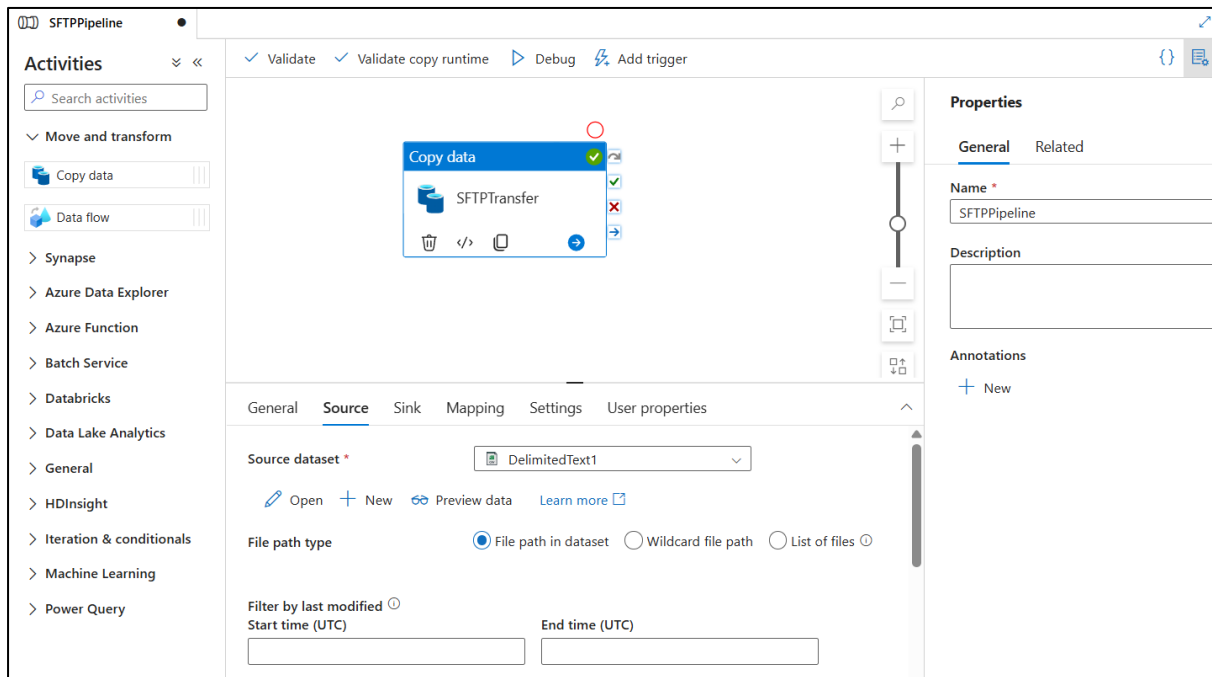 SFTPPipeline
Activities
Search activities
Move and transform
Copy data
Data flow
Synapse
Azure Data Explorer
Azure Function
Batch Service
Databricks
Data Lake Analytics
General
HDInsight
Iteration & conditionals
Machine Learning
Power Query
Validate Validate copy runtime Debug Add trigger
Copy data
SFTPTransfer
General Source Sink Mapping Settings User properties
Source dataset *
DelimitedText1
Open New Preview data Learn more
File path type
File path in dataset Wildcard file path List of files
Filter by last modified
Start time (UTC) End time (UTC)
Properties
General Related
Name *
SFTPPipeline
Description
Annotations
New